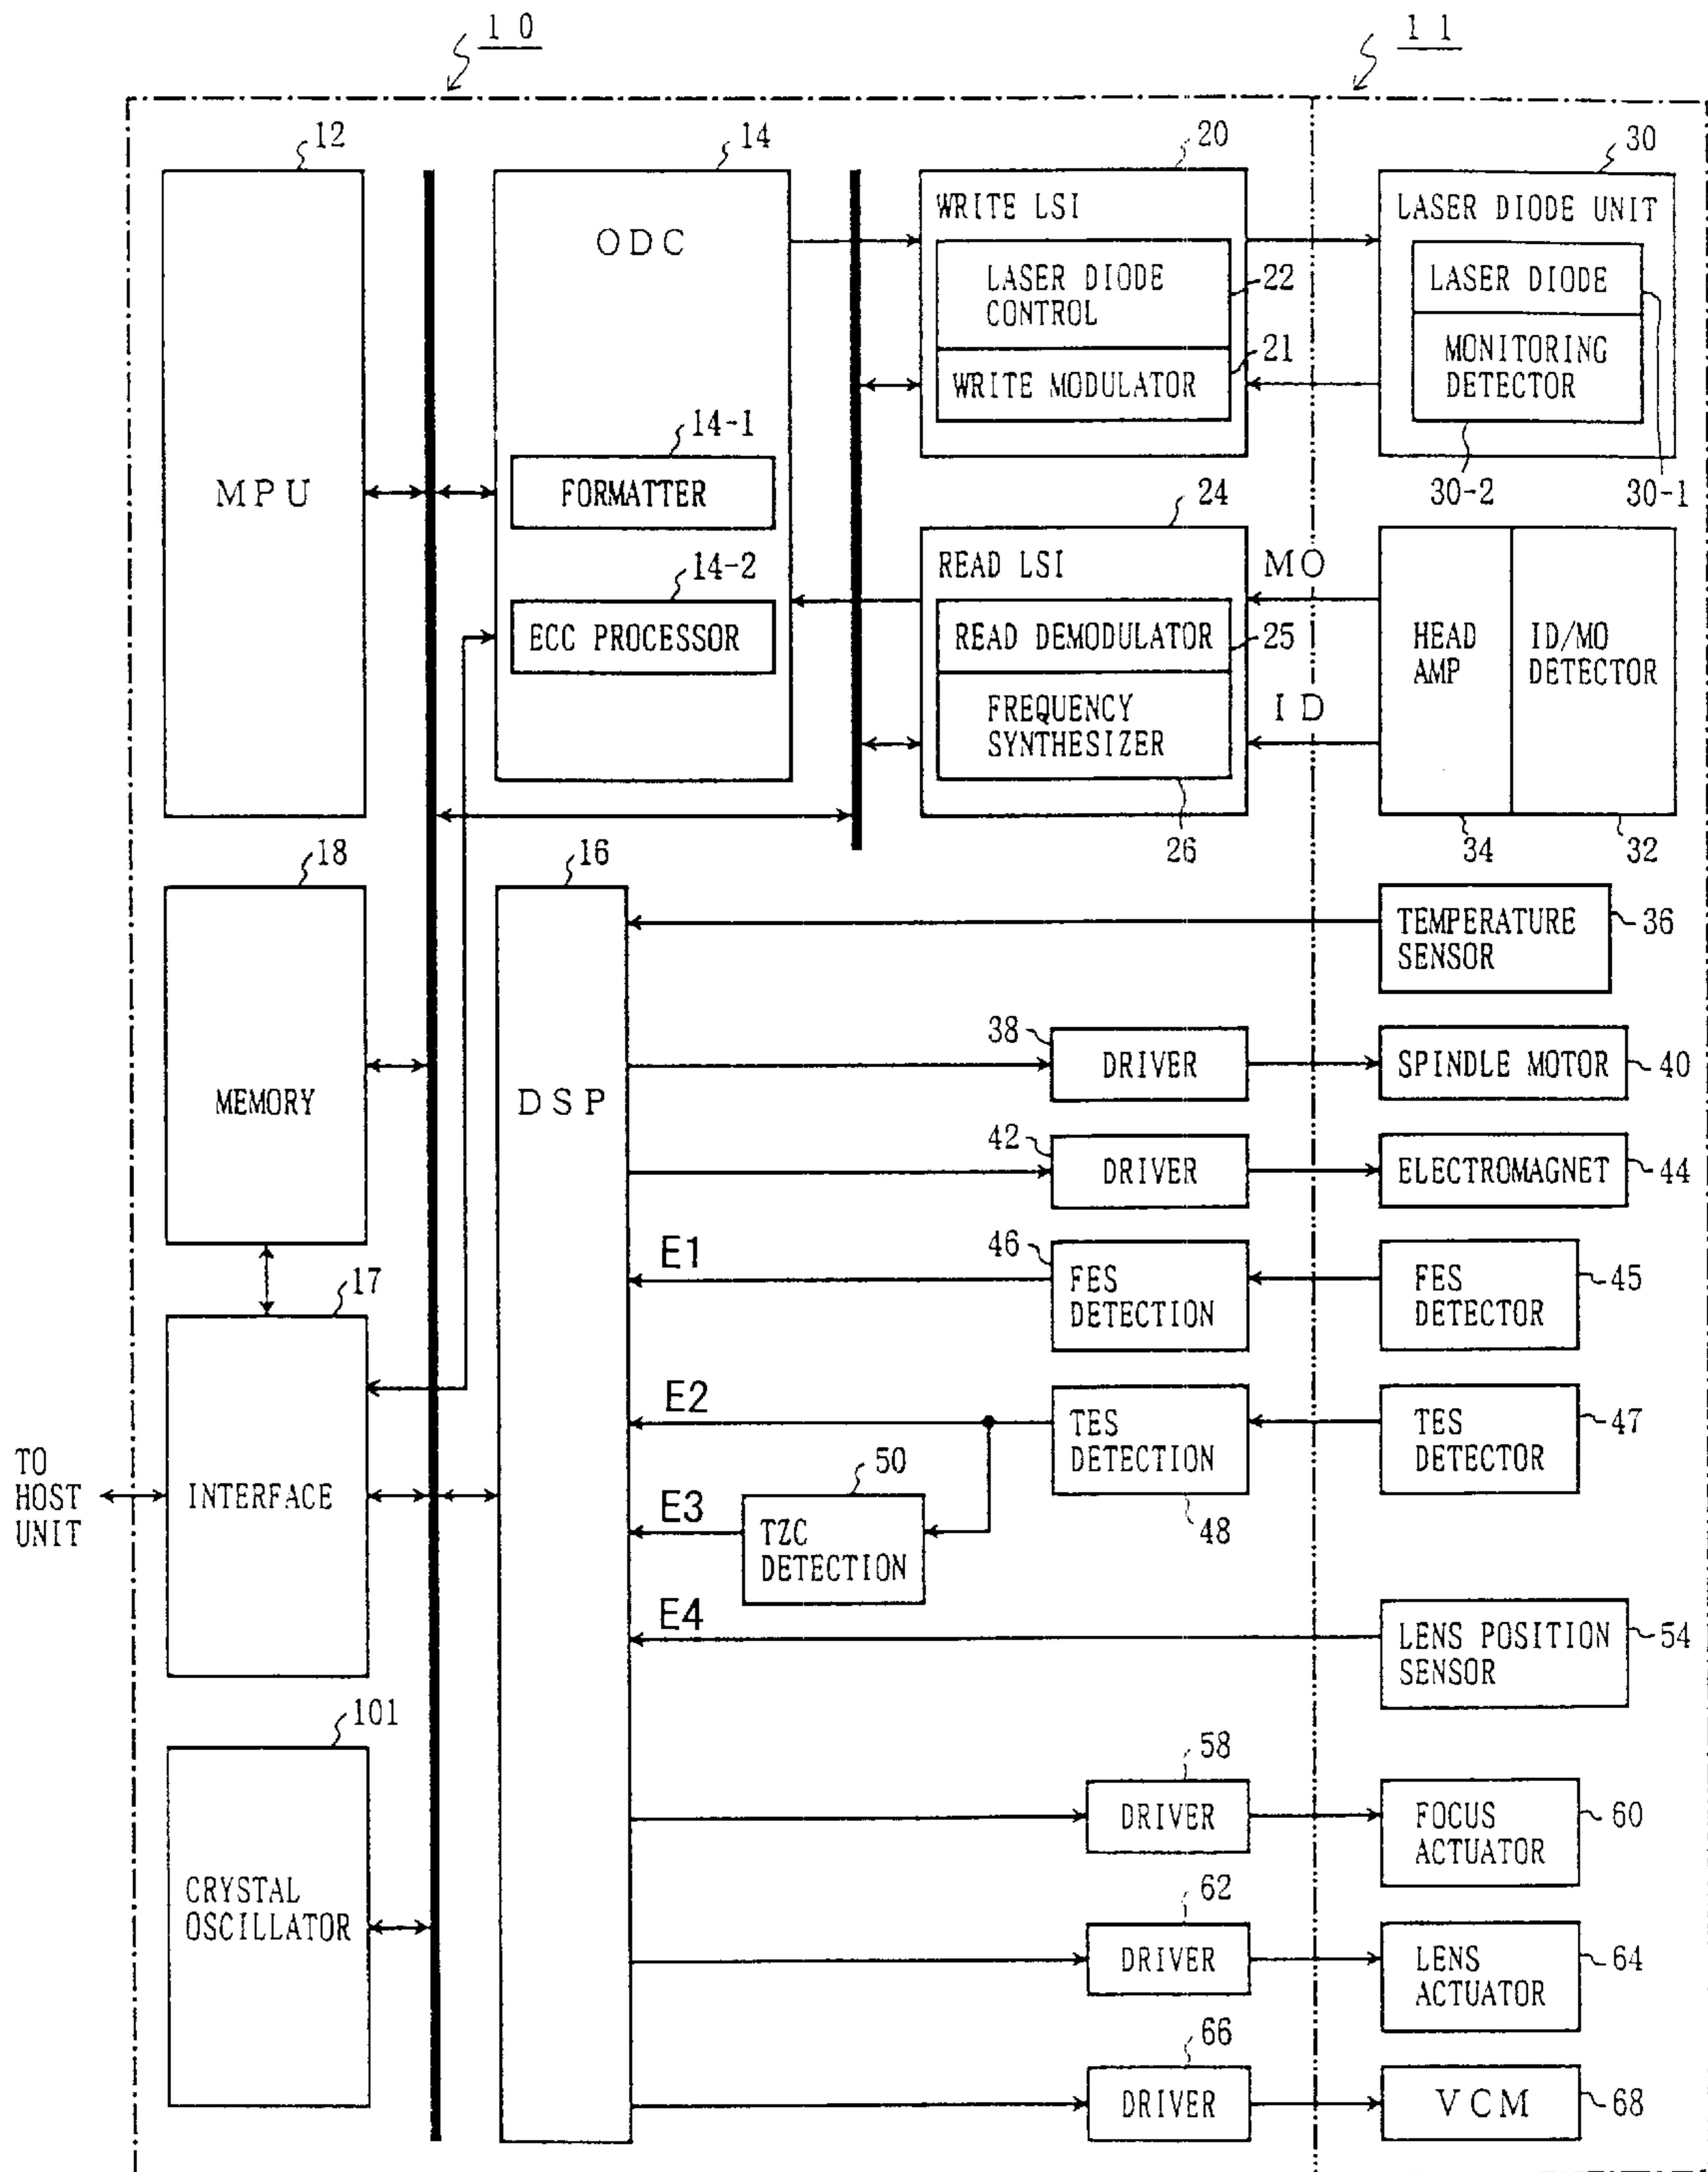 1 0
1 1
12
14
20
30
MPU
ODC
14-1
FORMATTER
14-2
ECC PROCESSOR
WRITE LSI
LASER DIODE
CONTROL
22
21
WRITE MODULATOR
LASER DIODE UNIT
LASER DIODE
MONITORING
DETECTOR
30-2
30-1
24
READ LSI
READ DEMODULATOR
25
FREQUENCY
SYNTHESIZER
26
MO
ID
HEAD
AMP
ID/MO
DETECTOR
34
32
18
MEMORY
16
DSP
TEMPERATURE
SENSOR
36
38
DRIVER
SPINDLE MOTOR
40
42
DRIVER
ELECTROMAGNET
44
E1
46
FES
DETECTION
FES
DETECTOR
45
17
INTERFACE
TO
HOST
UNIT
E2
TES
DETECTION
48
TES
DETECTOR
47
50
E3
TZC
DETECTION
E4
LENS POSITION
SENSOR
54
101
CRYSTAL
OSCILLATOR
58
DRIVER
FOCUS
ACTUATOR
60
62
DRIVER
LENS
ACTUATOR
64
66
DRIVER
VCM
68